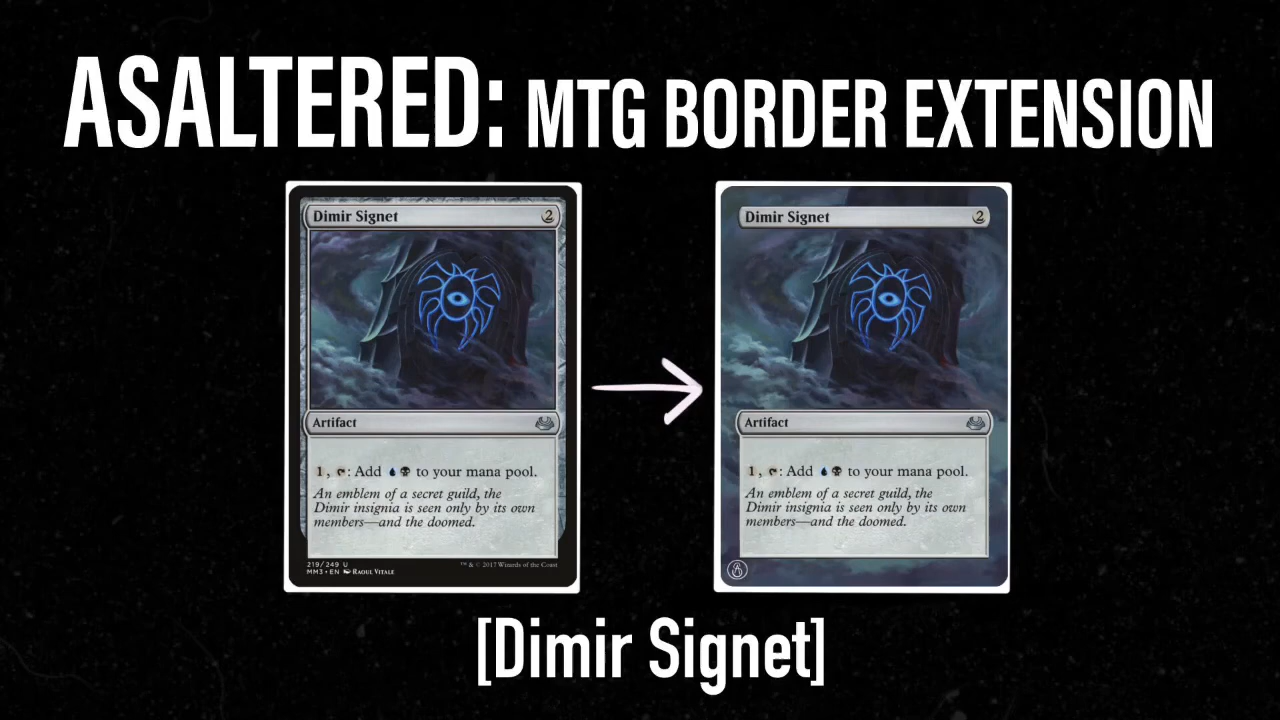 ASALTERED: MTG BORDER EXTENSION
Dimir Signet 2
Artifact
1, : Add to your mana pool.
An emblem of a secret guild, the
Dimir insignia is seen only by its own
members—and the doomed.
219/249 U
MM3 • EN Raoul Vitale
™ & © 2017 Wizards of the Coast
Dimir Signet 2
Artifact
1, : Add to your mana pool.
An emblem of a secret guild, the
Dimir insignia is seen only by its own
members—and the doomed.
[Dimir Signet]